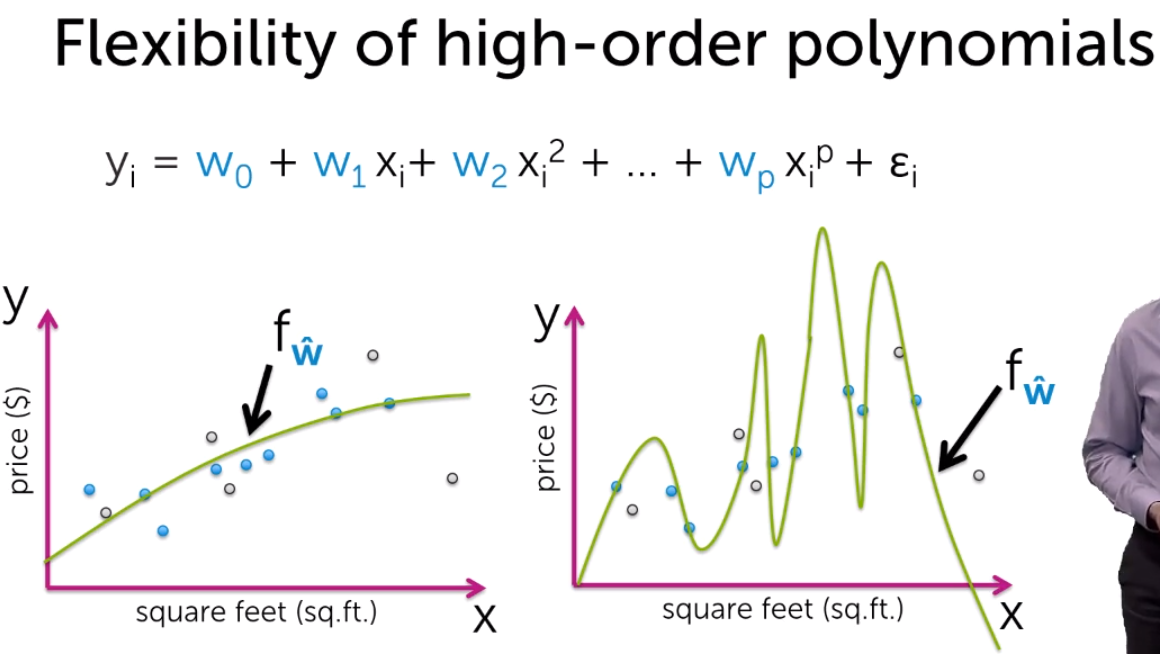 Flexibility of high-order polynomials
yᵢ = w₀ + w₁ xᵢ + w₂ xᵢ² + ... + wₚ xᵢᵖ + εᵢ
y
price ($)
f_ŵ
square feet (sq.ft.)
x
y
price ($)
f_ŵ
square feet (sq.ft.)
x